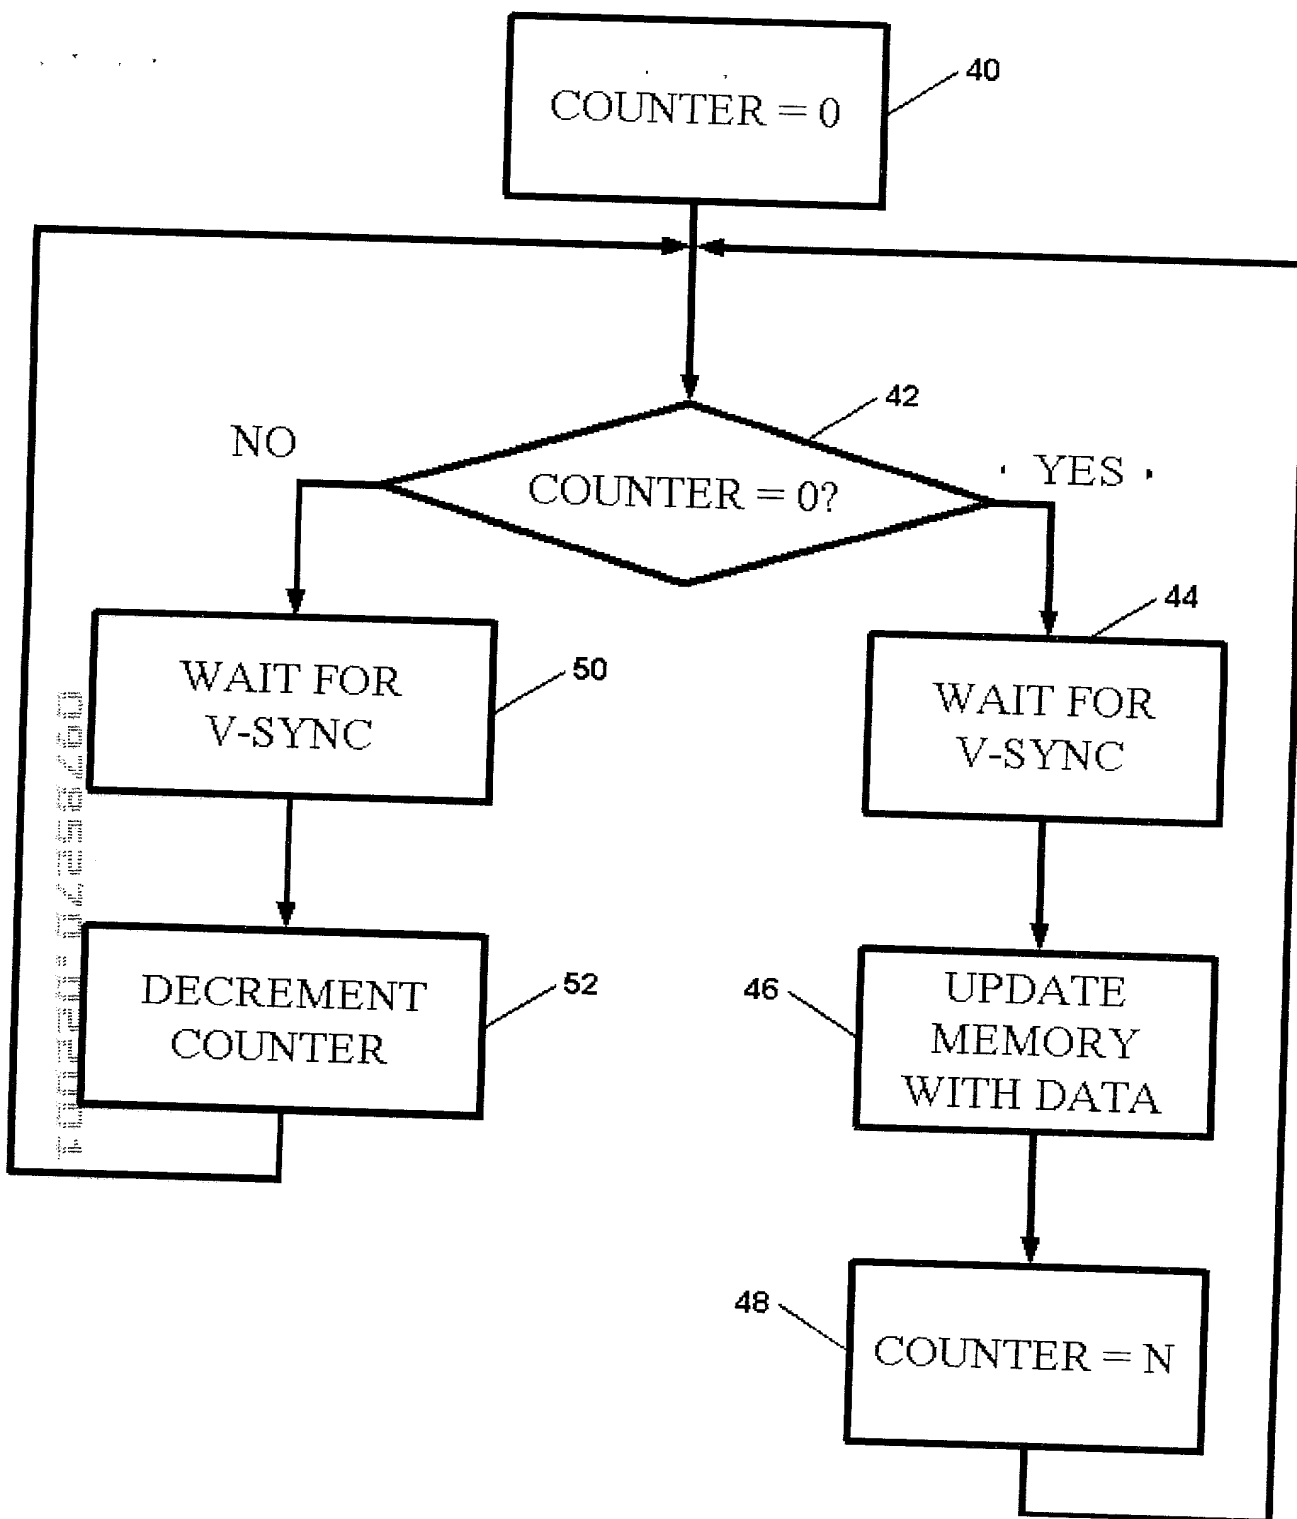 COUNTER = 0
40
42
NO
YES
COUNTER = 0?
44
WAIT FOR
V-SYNC
50
WAIT FOR
V-SYNC
DECREMENT
COUNTER
52
46
UPDATE
MEMORY
WITH DATA
48
COUNTER = N